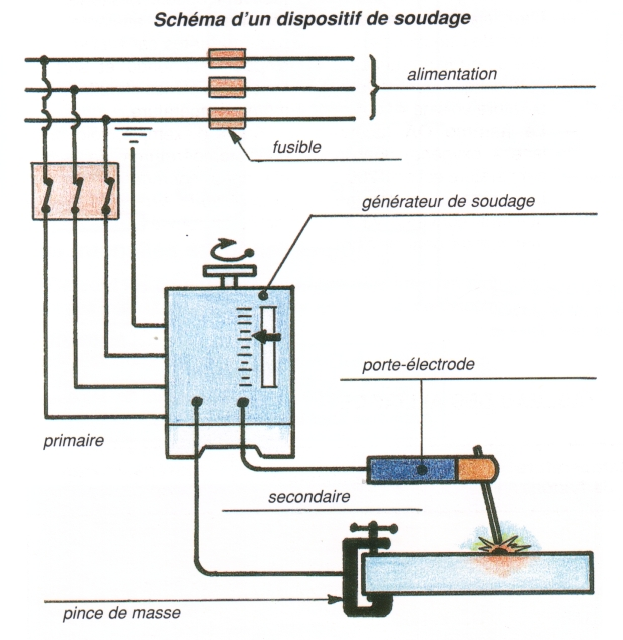 Schéma d'un dispositif de soudage
alimentation
fusible
générateur de soudage
porte-électrode
primaire
secondaire
pince de masse